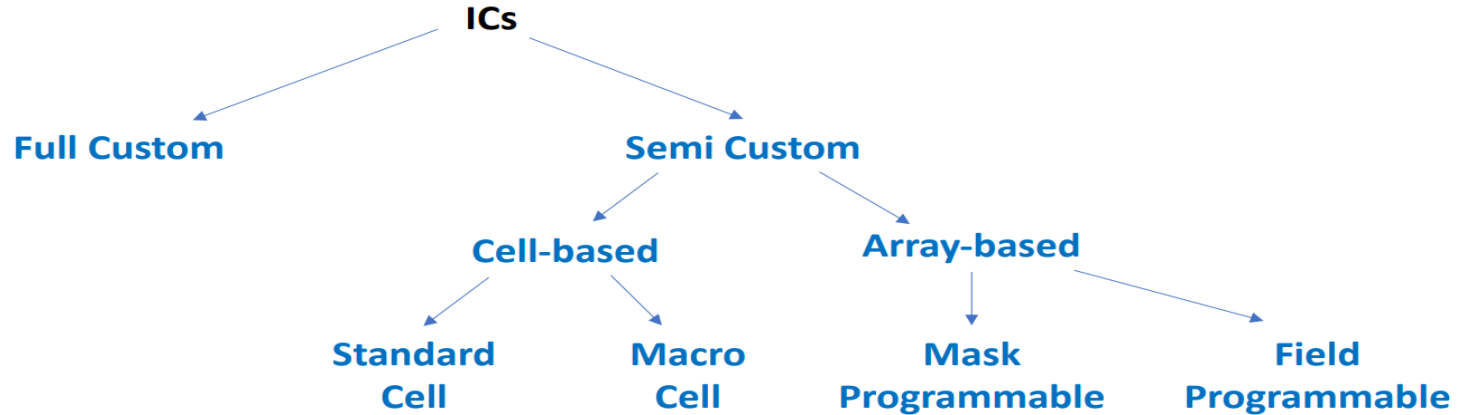 ICs
Full Custom
Semi Custom
Cell-based
Array-based
Standard
Cell
Macro
Cell
Mask
Programmable
Field
Programmable